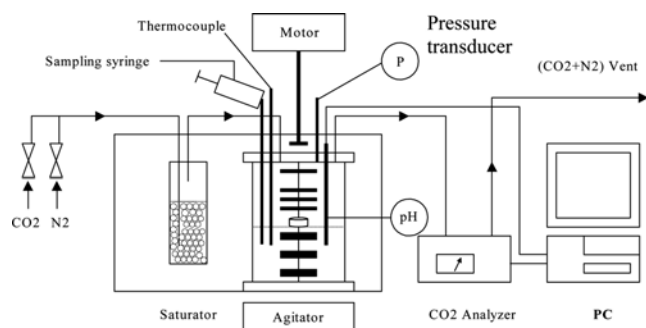 Thermocouple
Motor
Pressure
transducer
Sampling syringe
P
(CO2+N2) Vent
pH
CO2 N2
Saturator
Agitator
CO2 Analyzer
PC